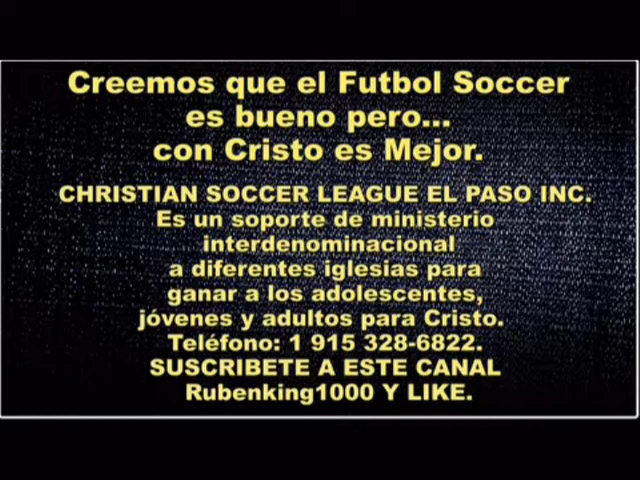 Creemos que el Futbol Soccer
es bueno pero...
con Cristo es Mejor.
CHRISTIAN SOCCER LEAGUE EL PASO INC.
Es un soporte de ministerio
interdenominacional
a diferentes iglesias para
ganar a los adolescentes,
jóvenes y adultos para Cristo.
Teléfono: 1 915 328-6822.
SUSCRIBETE A ESTE CANAL
Rubenking1000 Y LIKE.